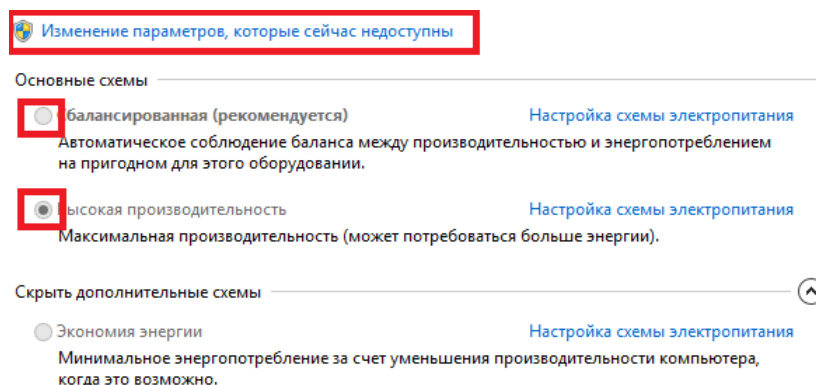 Изменение параметров, которые сейчас недоступны
Основные схемы
Сбалансированная (рекомендуется) Настройка схемы электропитания
Автоматическое соблюдение баланса между производительностью и энергопотреблением
на пригодном для этого оборудовании.
Высокая производительность Настройка схемы электропитания
Максимальная производительность (может потребоваться больше энергии).
Скрыть дополнительные схемы
Экономия энергии Настройка схемы электропитания
Минимальное энергопотребление за счет уменьшения производительности компьютера,
когда это возможно.